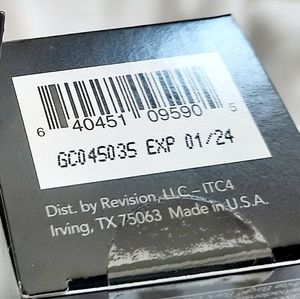 6 40451 09590 5
GC045035 EXP 01/24
Dist. by Revision, LLC – ITC4
Irving, TX 75063 Made in U.S.A.